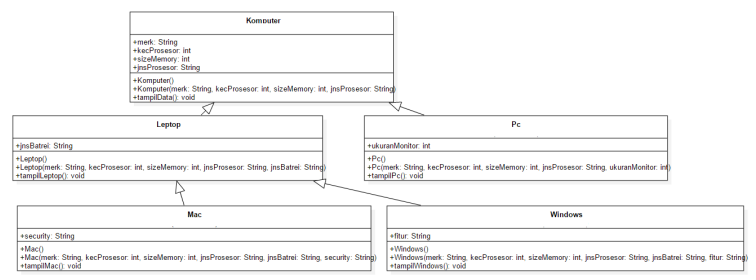 Komputer
+merk: String
+kecProsesor: int
+sizeMemory: int
+jnsProsesor: String
+Komputer()
+Komputer(merk: String, kecProsesor: int, sizeMemory: int, jnsProsesor: String)
+tampilData(): void
Leptop
+jnsBatrei: String
+Leptop()
+Leptop(merk: String, kecProsesor: int, sizeMemory: int, jnsProsesor: String, jnsBatrei: String)
+tampilLeptop(): void
Pc
+ukuranMonitor: int
+Pc()
+Pc(merk: String, kecProsesor: int, sizeMemory: int, jnsProsesor: String, ukuranMonitor: int)
+tampilPc(): void
Mac
+security: String
+Mac()
+Mac(merk: String, kecProsesor: int, sizeMemory: int, jnsProsesor: String, jnsBatrei: String, security: String)
+tampilMac(): void
Windows
+fitur: String
+Windows()
+Windows(merk: String, kecProsesor: int, sizeMemory: int, jnsProsesor: String, jnsBatrei: String, fitur: String)
+tampilWindows(): void